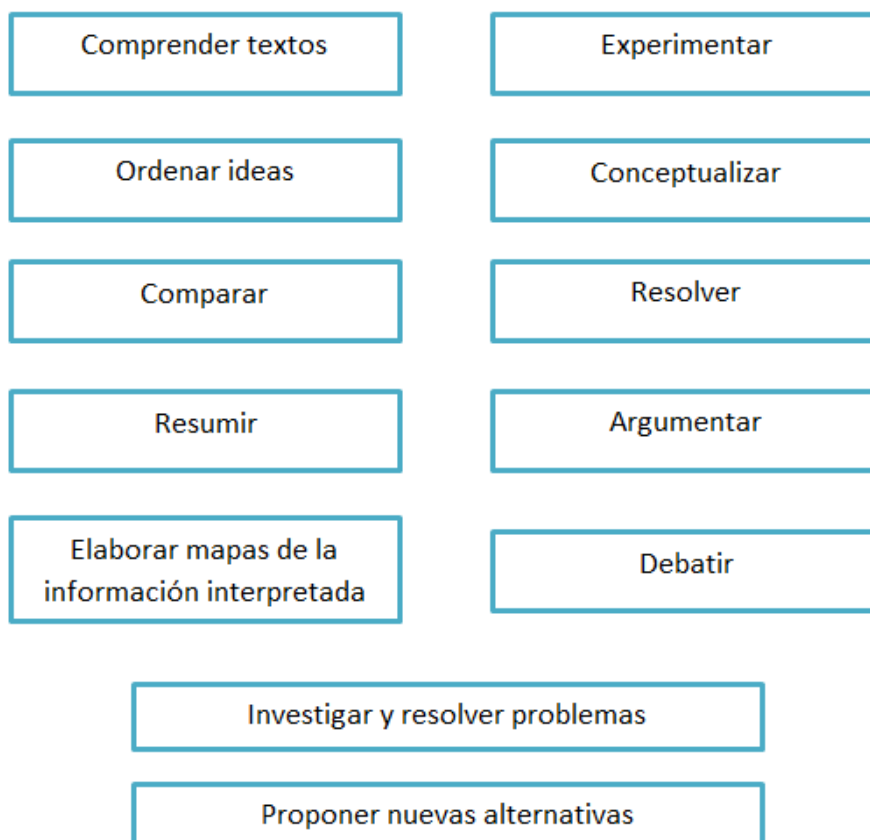 Comprender textos
Experimentar
Ordenar ideas
Conceptualizar
Comparar
Resolver
Resumir
Argumentar
Elaborar mapas de la
información interpretada
Debatir
Investigar y resolver problemas
Proponer nuevas alternativas